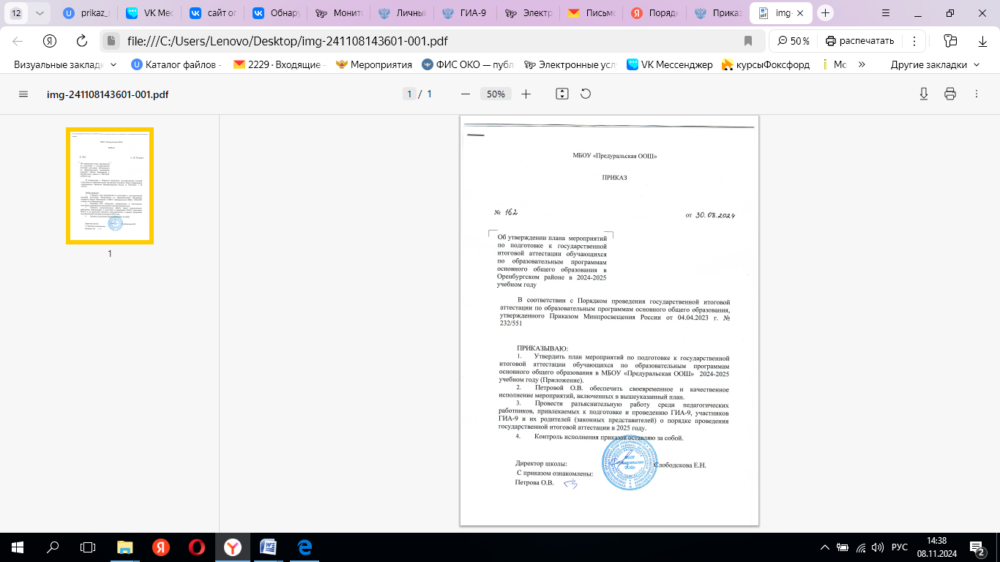 12
prikaz_r
VK Мес
сайт ог
Обнару
Монито
Личный
ГИА-9
Электр
Письмо
Порядк
Приказ
img-
file:///C:/Users/Lenovo/Desktop/img-241108143601-001.pdf
50 %
распечатать
Визуальные закладк
Каталог файлов -
2229 · Входящие -
Мероприятия
ФИС ОКО — публ
Электронные усл
VK Мессенджер
курсыФоксфорд
Мо
Другие закладки
img-241108143601-001.pdf
1 / 1
50%
1
МБОУ «Предуральская ООШ»
ПРИКАЗ
№ 162
от 30.08.2024
Об утверждении плана мероприятий
по подготовке к государственной
итоговой аттестации обучающихся
по образовательным программам
основного общего образования в
Оренбургском районе в 2024-2025
учебном году
В соответствии с Порядком проведения государственной итоговой
аттестации по образовательным программам основного общего образования,
утвержденного Приказом Минпросвещения России от 04.04.2023 г. №
232/551
ПРИКАЗЫВАЮ:
1. Утвердить план мероприятий по подготовке к государственной
итоговой аттестации обучающихся по образовательным программам
основного общего образования в МБОУ «Предуральская ООШ» 2024-2025
учебном году (Приложение).
2. Петровой О.В. обеспечить своевременное и качественное
исполнение мероприятий, включенных в вышеуказанный план.
3. Провести разъяснительную работу среди педагогических
работников, привлекаемых к подготовке и проведению ГИА-9, участников
ГИА-9 и их родителей (законных представителей) о порядке проведения
государственной итоговой аттестации в 2025 году.
4. Контроль исполнения приказав оставляю за собой.
Директор школы:
Слободскова Е.Н.
С приказом ознакомлены:
Петрова О.В.
МБОУ
ООШ»
РУС
14:38
08.11.2024
2